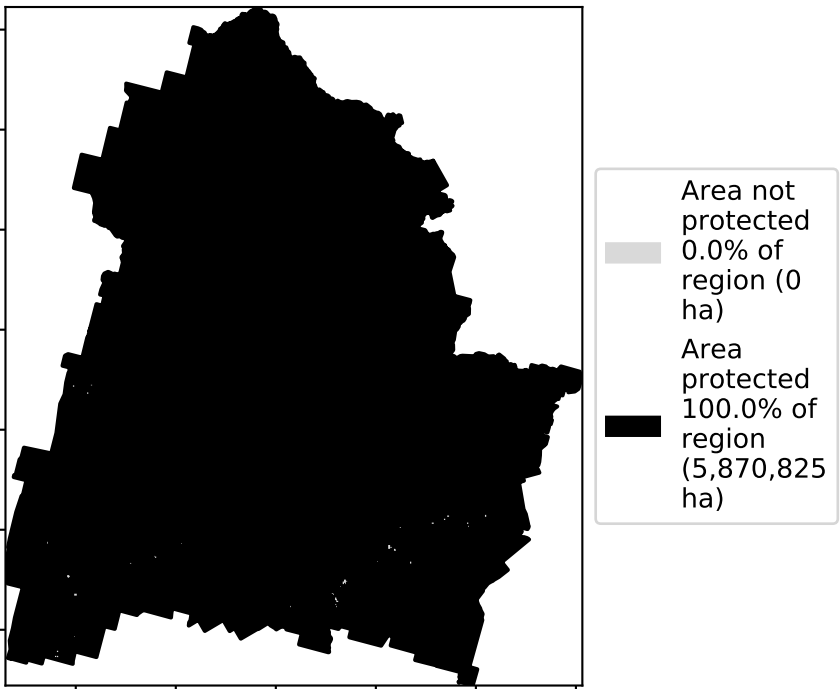 Area not
protected
0.0% of
region (0
ha)
Area
protected
100.0% of
region
(5,870,825
ha)